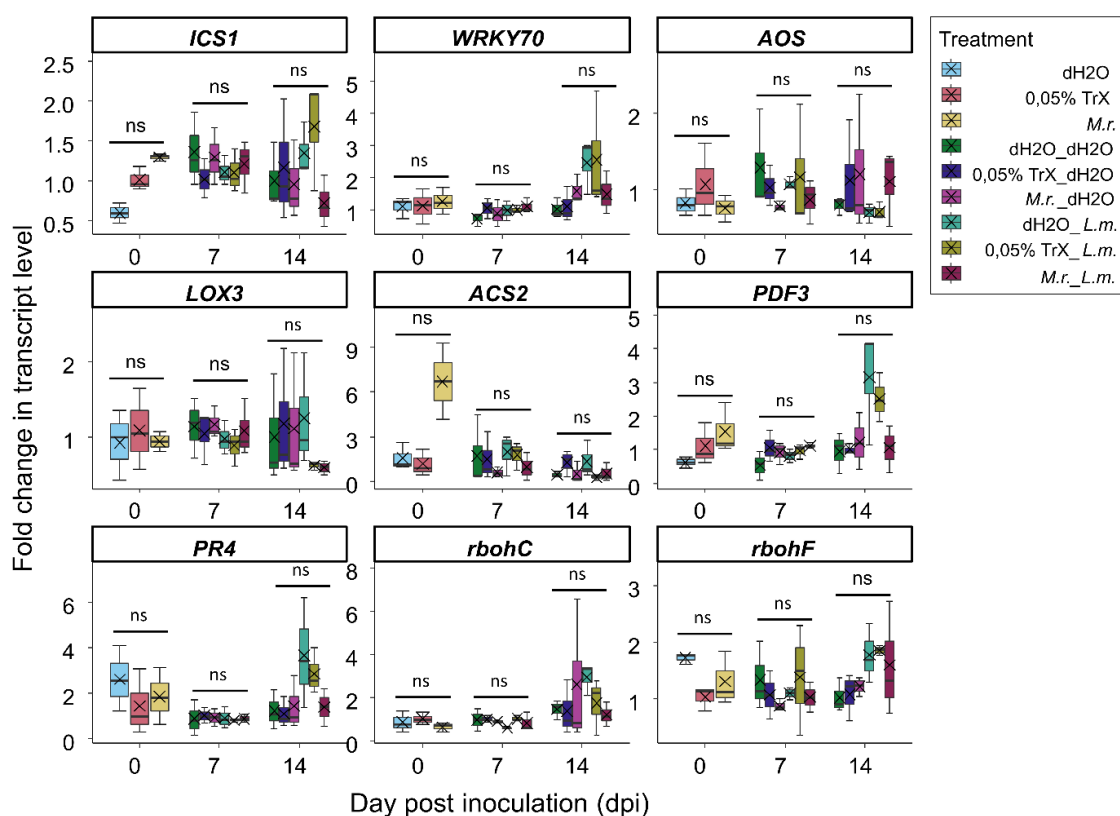 ICS1
WRKY70
AOS
2.5
2.0
1.5
1.0
0.5
ns
ns
ns
0
7
14
5
4
3
2
1
ns
ns
ns
0
7
14
2
1
ns
ns
ns
0
7
14
LOX3
ACS2
PDF3
2
1
ns
ns
ns
0
7
14
9
6
3
0
ns
ns
ns
0
7
14
5
4
3
2
1
0
ns
ns
ns
0
7
14
PR4
rbohC
rbohF
6
4
2
0
ns
ns
ns
0
7
14
8
6
4
2
0
ns
ns
ns
0
7
14
3
2
1
0
ns
ns
ns
0
7
14
Fold change in transcript level
Day post inoculation (dpi)
Treatment
dH2O
0,05% TrX
M.r.
dH2O_dH2O
0,05% TrX_dH2O
M.r._dH2O
dH2O_L.m.
0,05% TrX_L.m.
M.r._L.m.